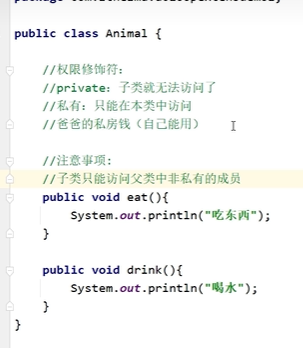 public class Animal {
//权限修饰符：
//private：子类就无法访问了
//私有：只能在本类中访问
//爸爸的私房钱（自己能用）
//注意事项：
//子类只能访问父类中非私有的成员
public void eat(){
System.out.println("吃东西");
}
public void drink(){
System.out.println("喝水");
}
}